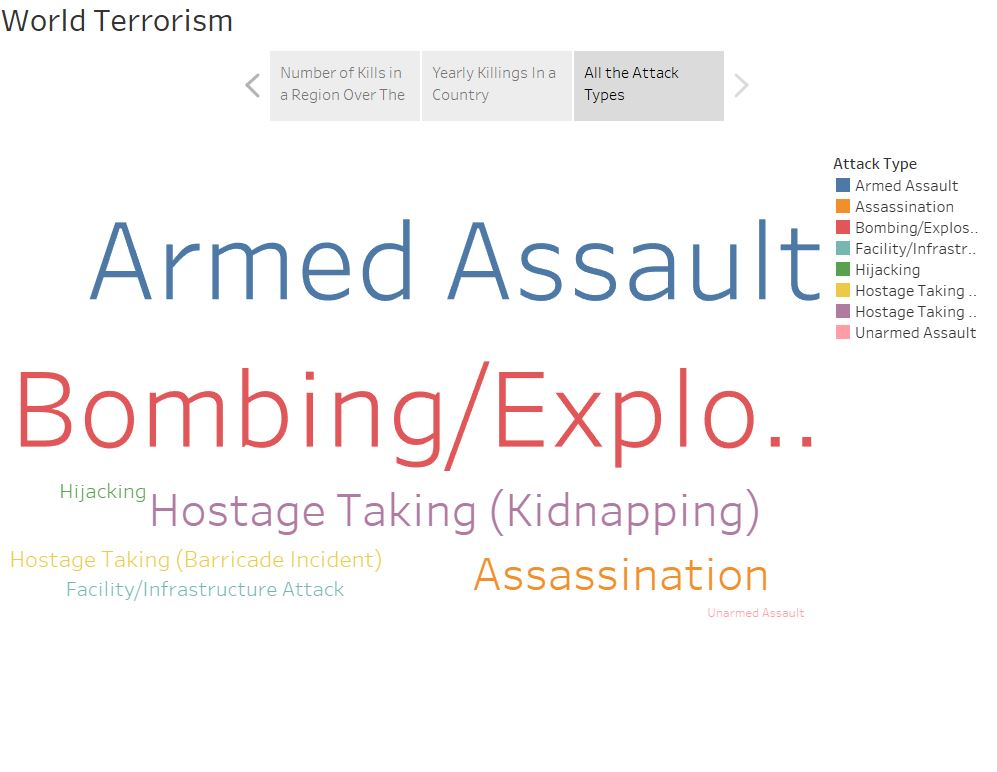 World Terrorism
Number of Kills in
a Region Over The
Yearly Killings In a
Country
All the Attack
Types
Attack Type
Armed Assault
Assassination
Bombing/Explos..
Facility/Infrastr..
Hijacking
Hostage Taking ..
Hostage Taking ..
Unarmed Assault
Armed Assault
Bombing/Explo..
Hijacking
Hostage Taking (Kidnapping)
Hostage Taking (Barricade Incident)
Assassination
Facility/Infrastructure Attack
Unarmed Assault